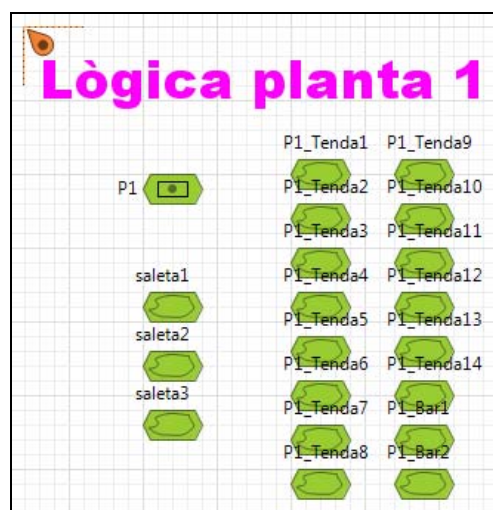 Lògica planta 1
P1_Tenda1 P1_Tenda9
P1 P1_Tenda2 P1_Tenda10
P1_Tenda3 P1_Tenda11
saleta1 P1_Tenda4 P1_Tenda12
saleta2 P1_Tenda5 P1_Tenda13
P1_Tenda6 P1_Tenda14
saleta3 P1_Tenda7 P1_Bar1
P1_Tenda8 P1_Bar2